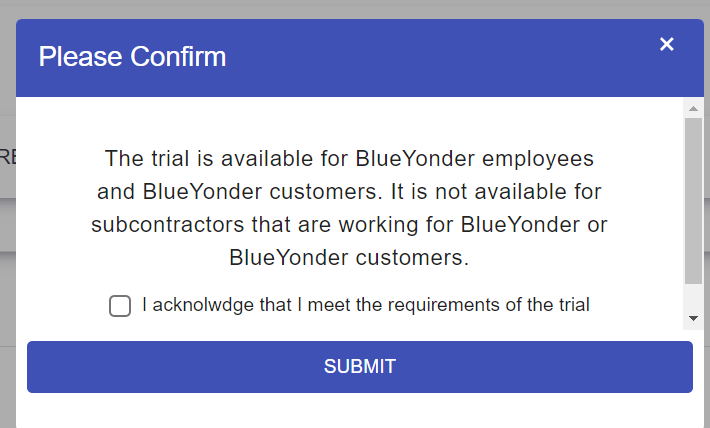 Please Confirm
×
RE
The trial is available for BlueYonder employees
and BlueYonder customers. It is not available for
subcontractors that are working for BlueYonder or
BlueYonder customers.
I acknolwdge that I meet the requirements of the trial
SUBMIT